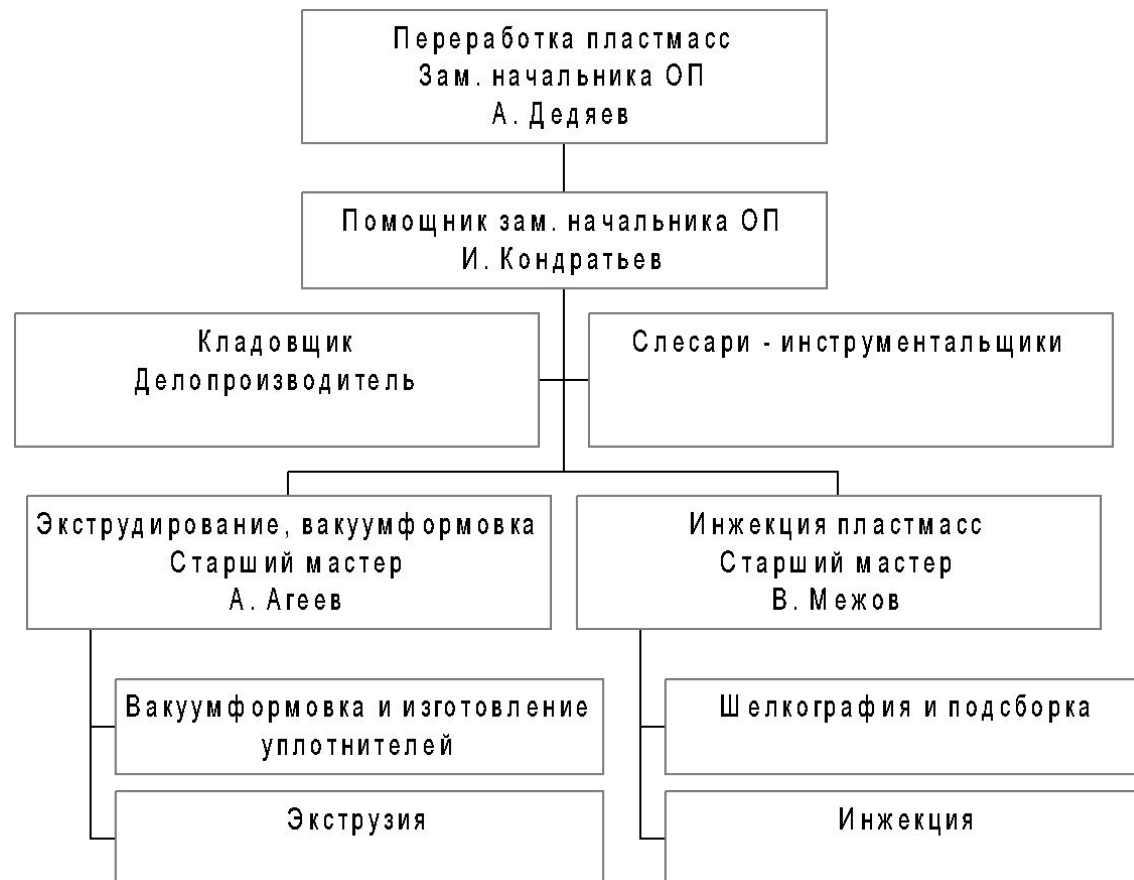 Переработка пластмасс
Зам. начальника ОП
А. Дедяев
Помощник зам. начальника ОП
И. Кондратьев
Кладовщик
Делопроизводитель
Слесари - инструментальщики
Экструдирование, вакуумформовка
Старший мастер
А. Агеев
Инжекция пластмасс
Старший мастер
В. Межов
Вакуумформовка и изготовление
уплотнителей
Шелкография и подсборка
Экструзия
Инжекция